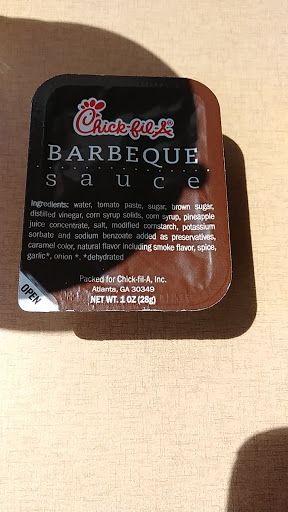 Chick-fil-A®
BARBEQUE
sauce
Ingredients: water, tomato paste, sugar, brown sugar,
distilled vinegar, corn syrup solids, corn syrup, pineapple
juice concentrate, salt, modified cornstarch, potassium
sorbate and sodium benzoate added as preservatives,
caramel color, natural flavor including smoke flavor, spice,
garlic*, onion *. *dehydrated
Packed for Chick-fil-A, Inc.
Atlanta, GA 30349
NET WT. 1 OZ (28g)
OPEN